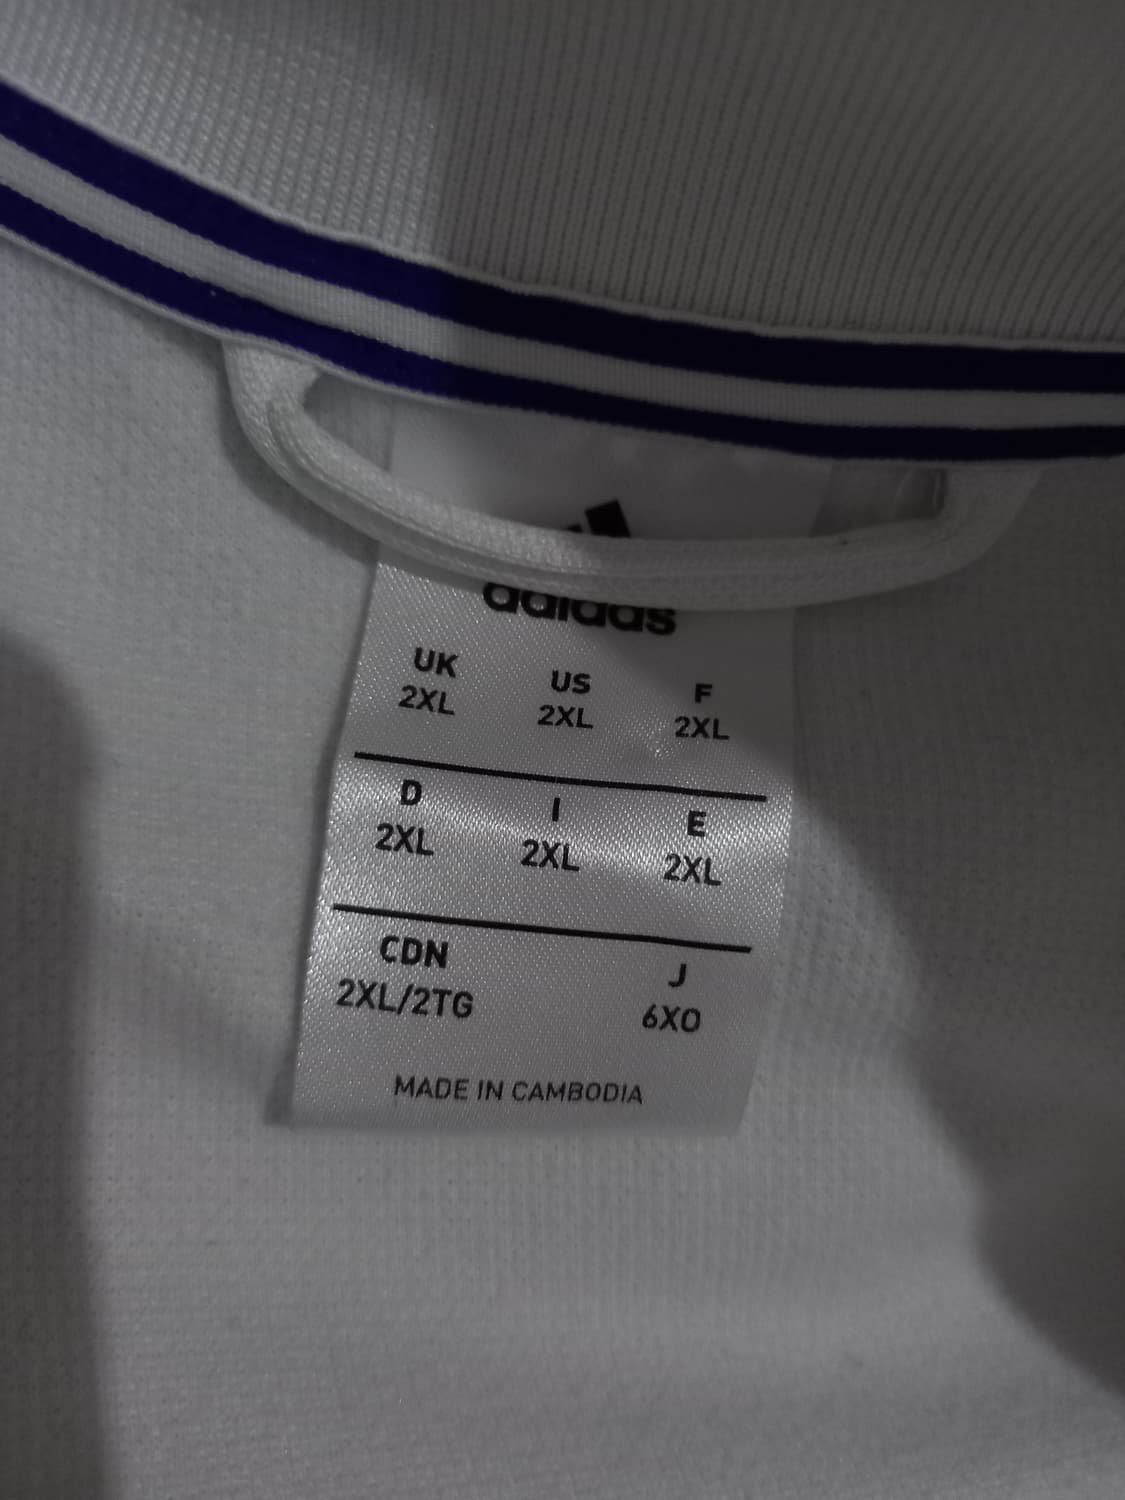 adidas
UK US F
2XL 2XL 2XL
D I E
2XL 2XL 2XL
CDN J
2XL/2TG 6XO
MADE IN CAMBODIA